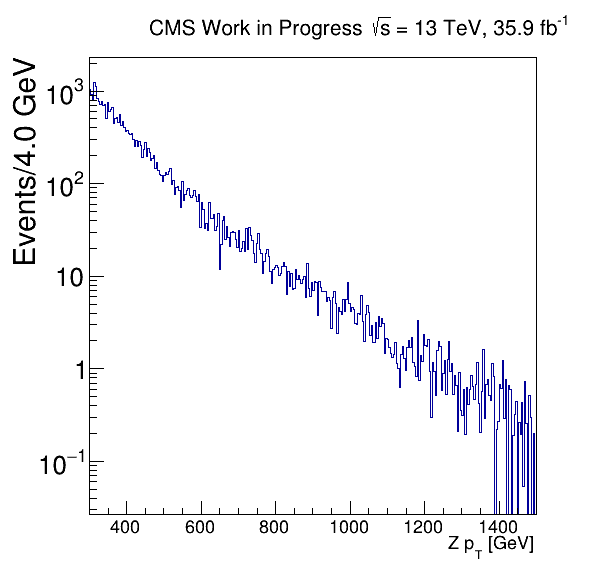 CMS Work in Progress √s = 13 TeV, 35.9 fb⁻¹
Events/4.0 GeV
10³
10²
10
1
10⁻¹
400 600 800 1000 1200 1400
Z p_T [GeV]